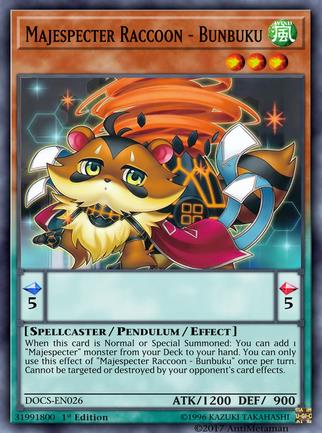 Majespecter Raccoon - Bunbuku
WIND
風
5
5
[Spellcaster / Pendulum / Effect]
When this card is Normal or Special Summoned: You can add 1
"Majespecter" monster from your Deck to your hand. You can only
use this effect of "Majespecter Raccoon - Bunbuku" once per turn.
Cannot be targeted or destroyed by your opponent's card effects.
ATK/1200 DEF/ 900
DOCS-EN026
31991800 1st Edition
©1996 KAZUKI TAKAHASHI
©2017 AntiMetaman